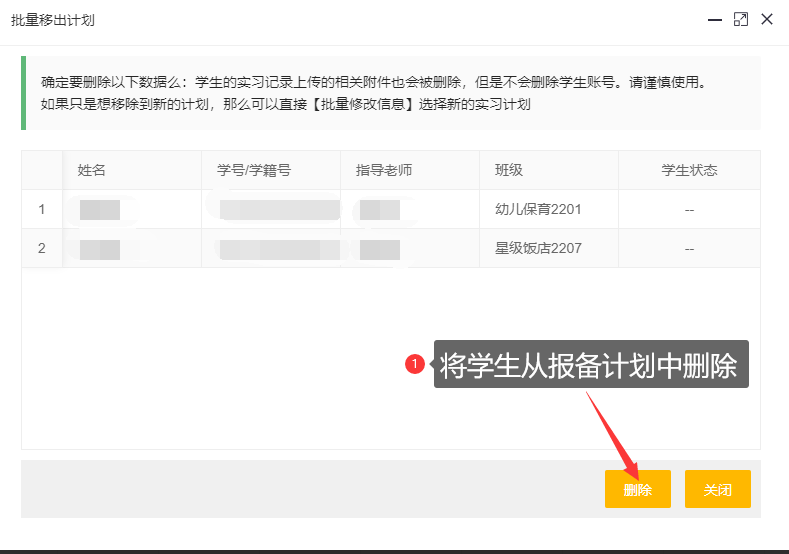 批量移出计划
确定要删除以下数据么：学生的实习记录上传的相关附件也会被删除，但是不会删除学生账号。请谨慎使用。
如果只是想移除到新的计划，那么可以直接【批量修改信息】选择新的实习计划
姓名 学号/学籍号 指导老师 班级 学生状态
1 幼儿保育2201 --
2 星级饭店2207 --
1 将学生从报备计划中删除
删除 关闭